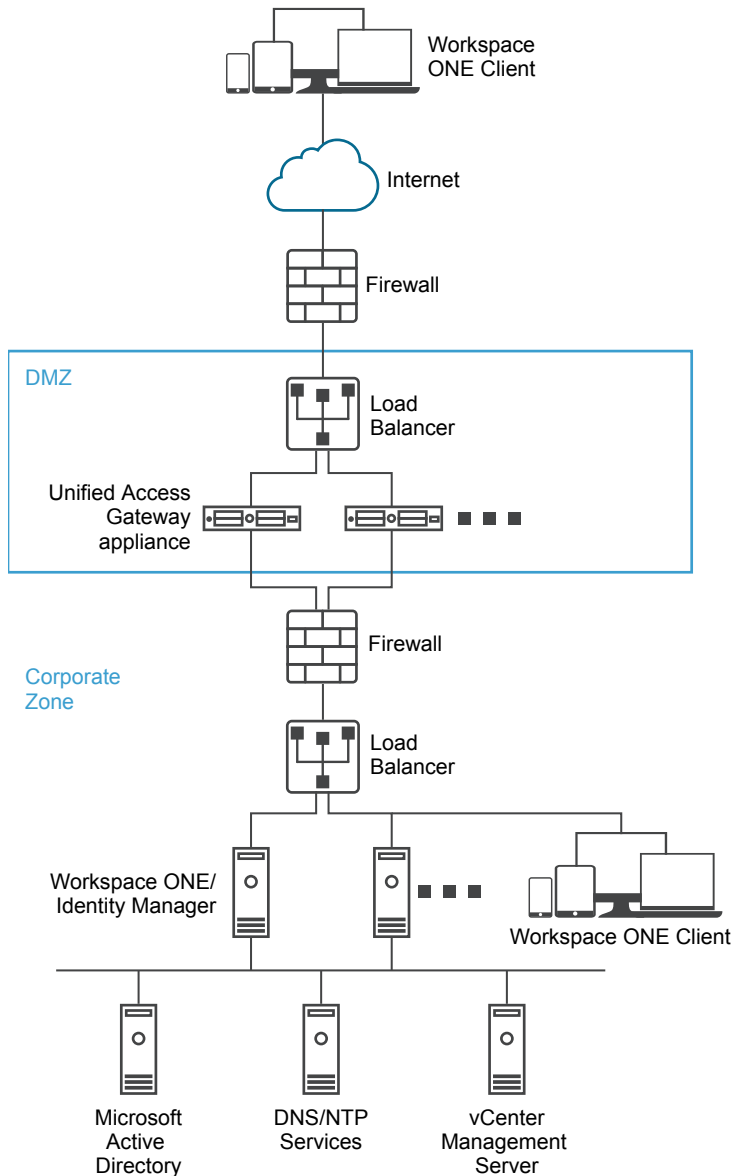 Workspace
ONE Client
Internet
Firewall
DMZ
Load
Balancer
Unified Access
Gateway
appliance
Firewall
Corporate
Zone
Load
Balancer
Workspace ONE/
Identity Manager
Workspace ONE Client
Microsoft
Active
Directory
DNS/NTP
Services
vCenter
Management
Server